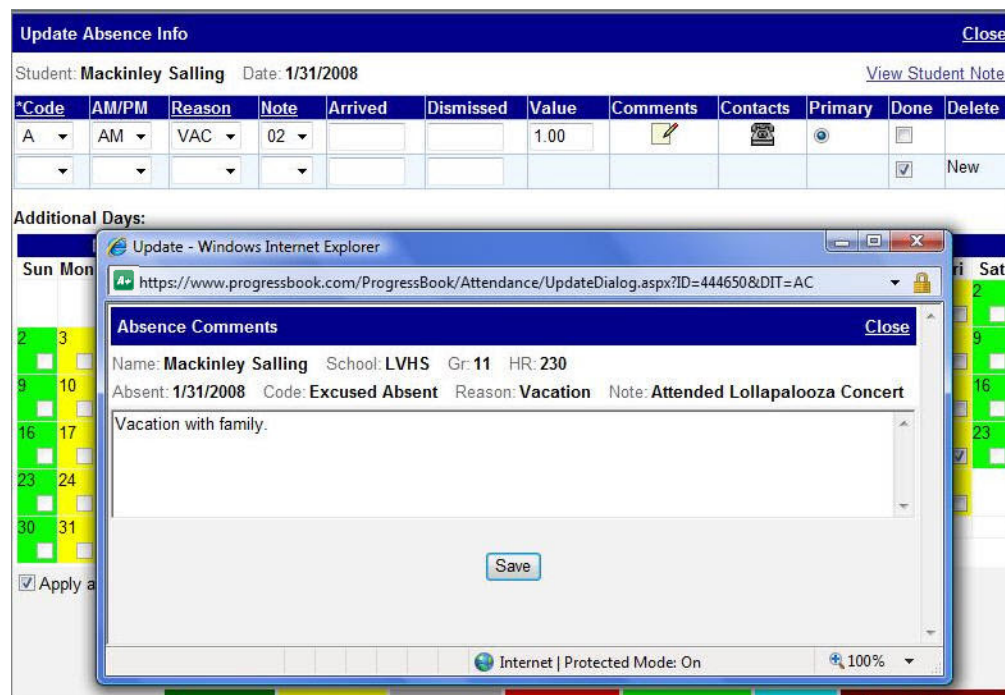 Update Absence Info Close
Student: Mackinley Salling Date: 1/31/2008 View Student Note
*Code AM/PM Reason Note Arrived Dismissed Value Comments Contacts Primary Done Delete
A AM VAC 02 1.00
New
Additional Days:
Update - Windows Internet Explorer
Sun Mon ri Sat
https://www.progressbook.com/ProgressBook/Attendance/UpdateDialog.aspx?ID=444650&DIT=AC
2
Absence Comments Close
2 3 9
Name: Mackinley Salling School: LVHS Gr: 11 HR: 230
9 10 16
Absent: 1/31/2008 Code: Excused Absent Reason: Vacation Note: Attended Lollapalooza Concert
Vacation with family.
16 17 23
23 24
30 31
Save
Apply a
Internet | Protected Mode: On 100%